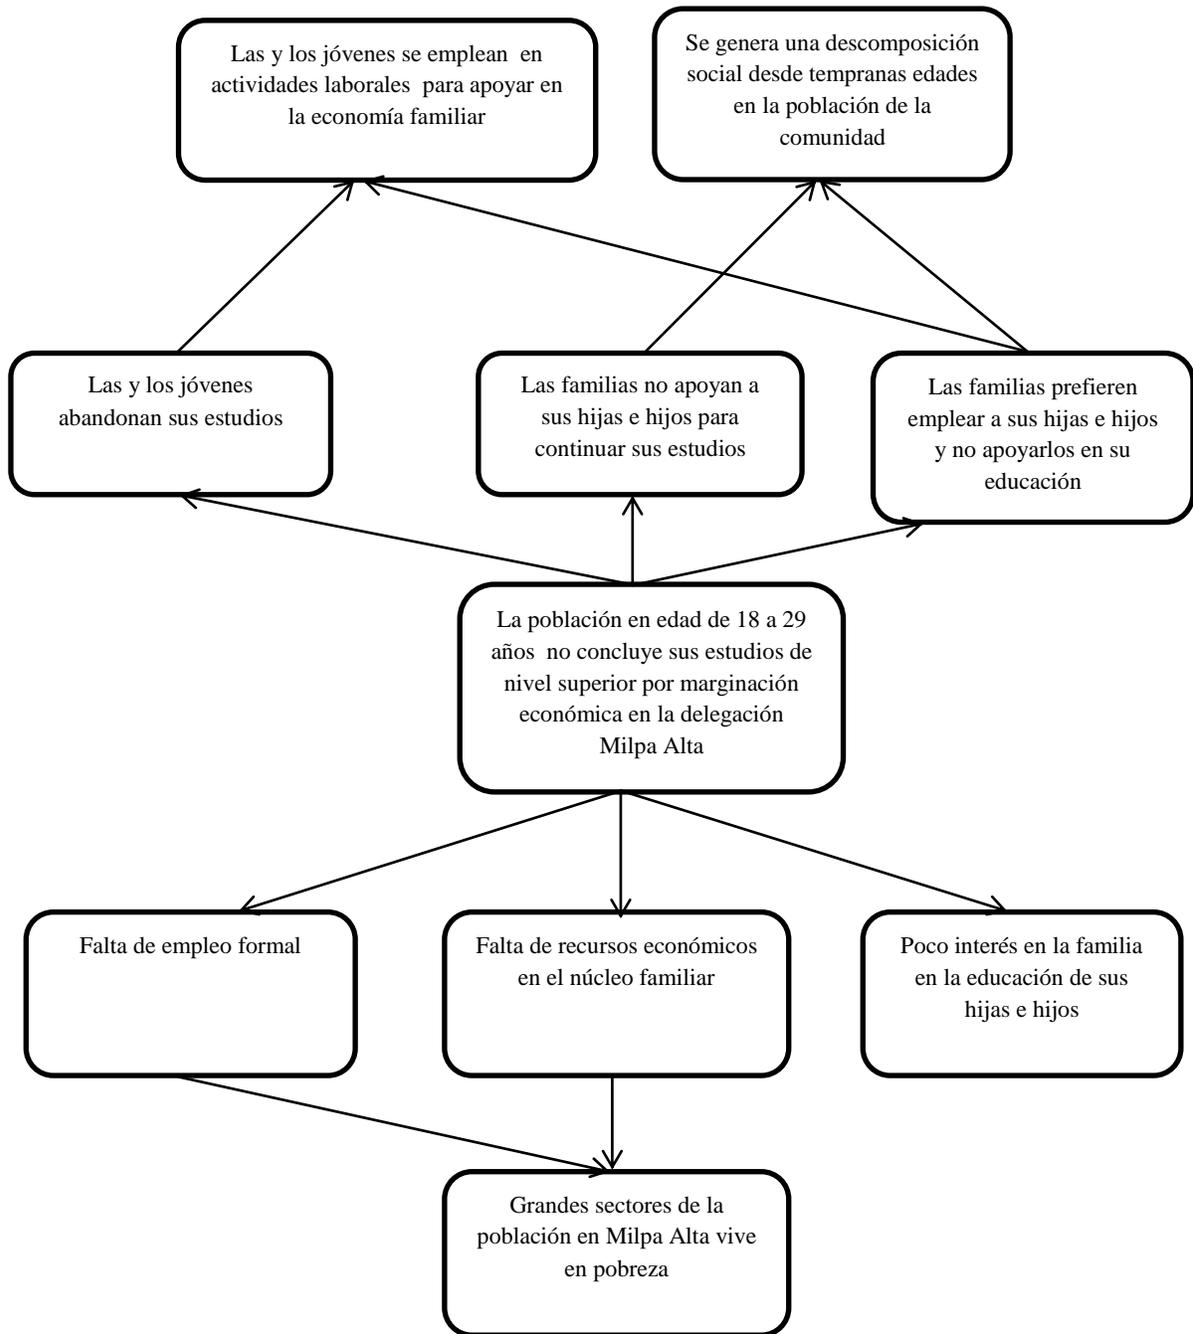 Las y los jóvenes se emplean en
actividades laborales para apoyar en
la economía familiar
Se genera una descomposición
social desde tempranas edades
en la población de la
comunidad
Las y los jóvenes
abandonan sus estudios
Las familias no apoyan a
sus hijas e hijos para
continuar sus estudios
Las familias prefieren
emplear a sus hijas e hijos
y no apoyarlos en su
educación
La población en edad de 18 a 29
años no concluye sus estudios de
nivel superior por marginación
económica en la delegación
Milpa Alta
Falta de empleo formal
Falta de recursos económicos
en el núcleo familiar
Poco interés en la familia
en la educación de sus
hijas e hijos
Grandes sectores de la
población en Milpa Alta vive
en pobreza